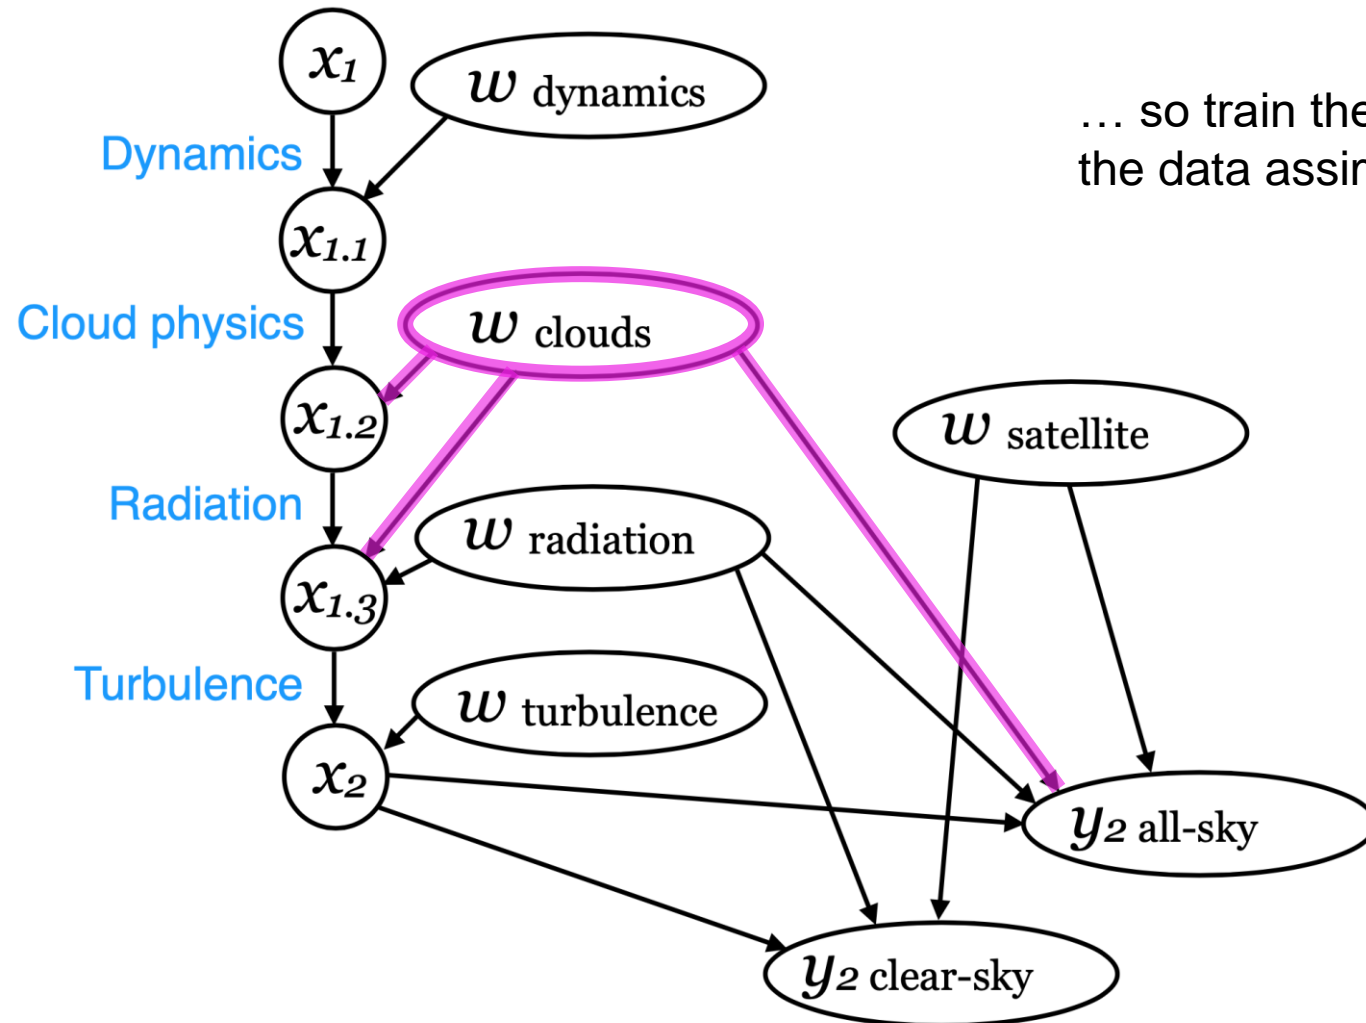 x1
w dynamics
… so train the
the data assim
Dynamics
x1.1
Cloud physics
w clouds
x1.2
w satellite
Radiation
w radiation
x1.3
Turbulence
w turbulence
x2
y2 all-sky
y2 clear-sky